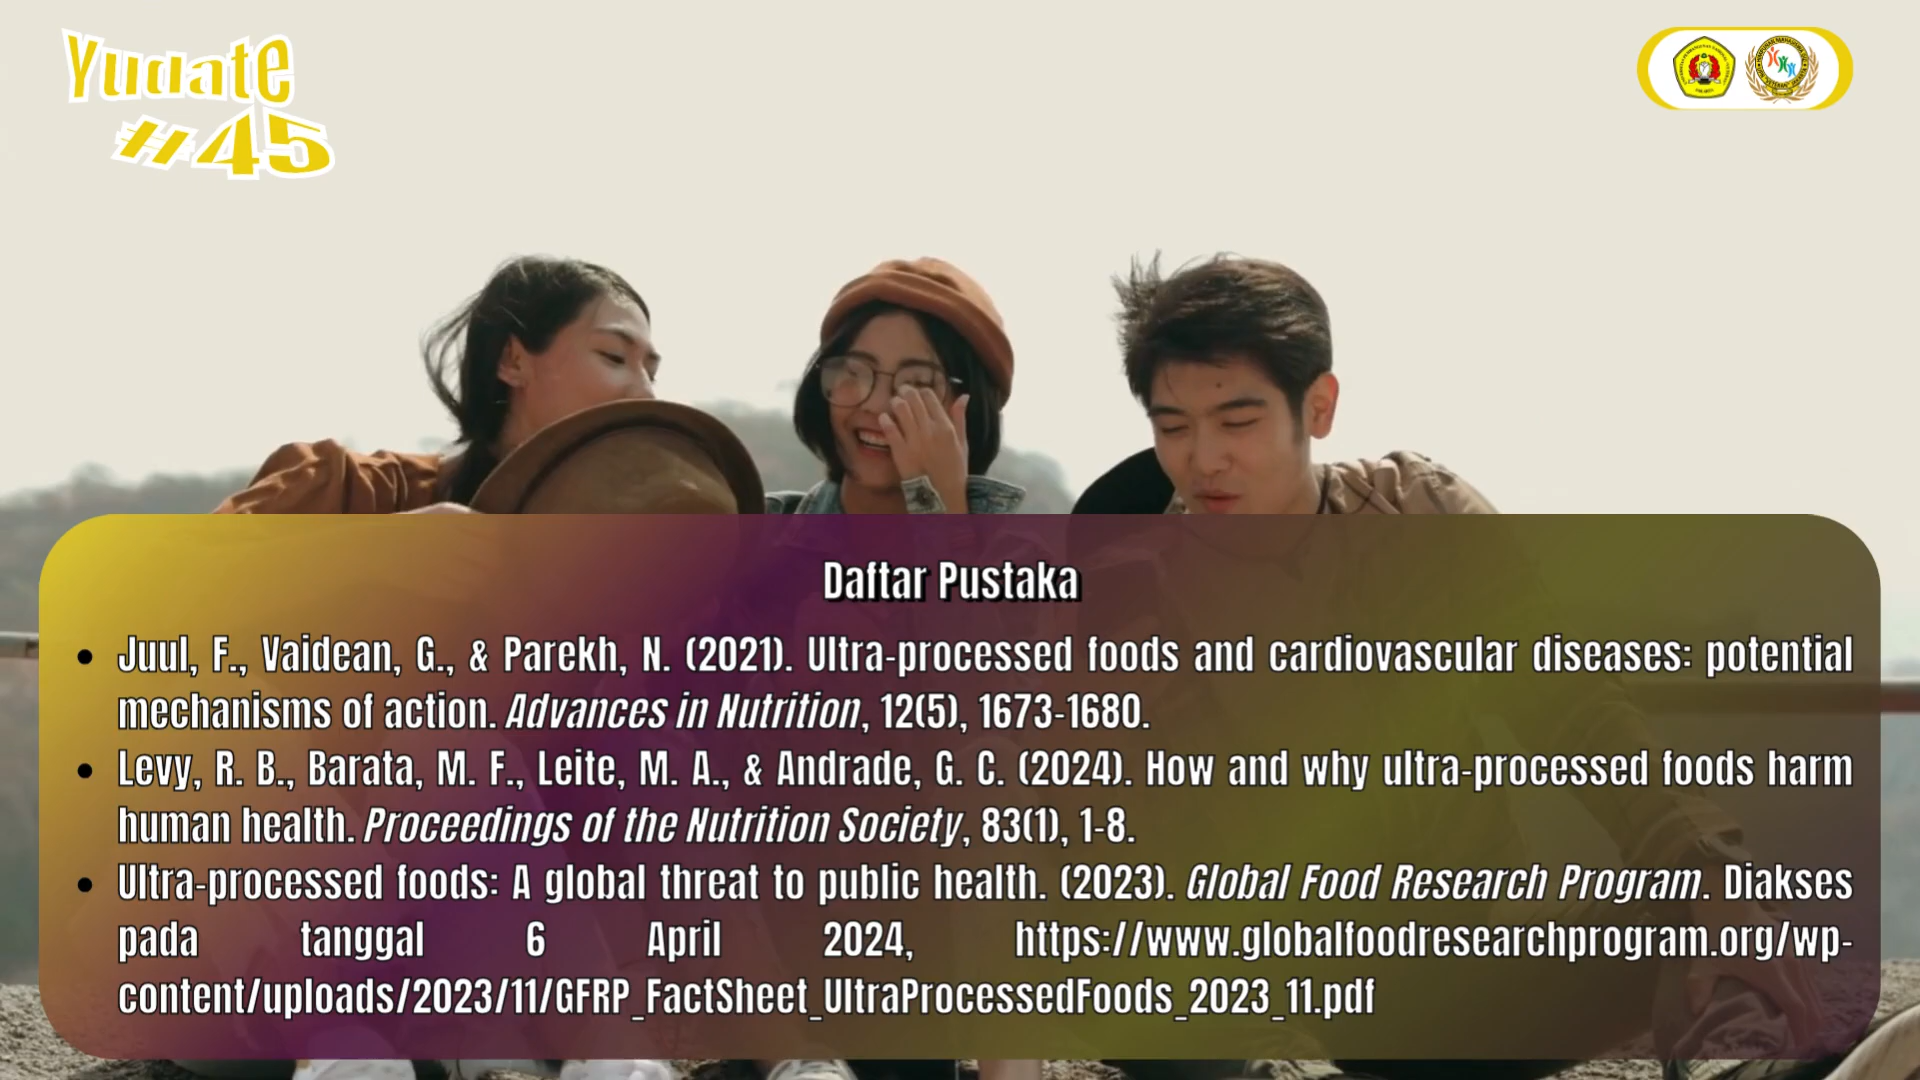 Yudate
#45
Daftar Pustaka
• Juul, F., Vaidean, G., & Parekh, N. (2021). Ultra-processed foods and cardiovascular diseases: potential
mechanisms of action. Advances in Nutrition, 12(5), 1673-1680.
• Levy, R. B., Barata, M. F., Leite, M. A., & Andrade, G. C. (2024). How and why ultra-processed foods harm
human health. Proceedings of the Nutrition Society, 83(1), 1-8.
• Ultra-processed foods: A global threat to public health. (2023). Global Food Research Program. Diakses
pada tanggal 6 April 2024, https://www.globalfoodresearchprogram.org/wp-
content/uploads/2023/11/GFRP_FactSheet_UltraProcessedFoods_2023_11.pdf